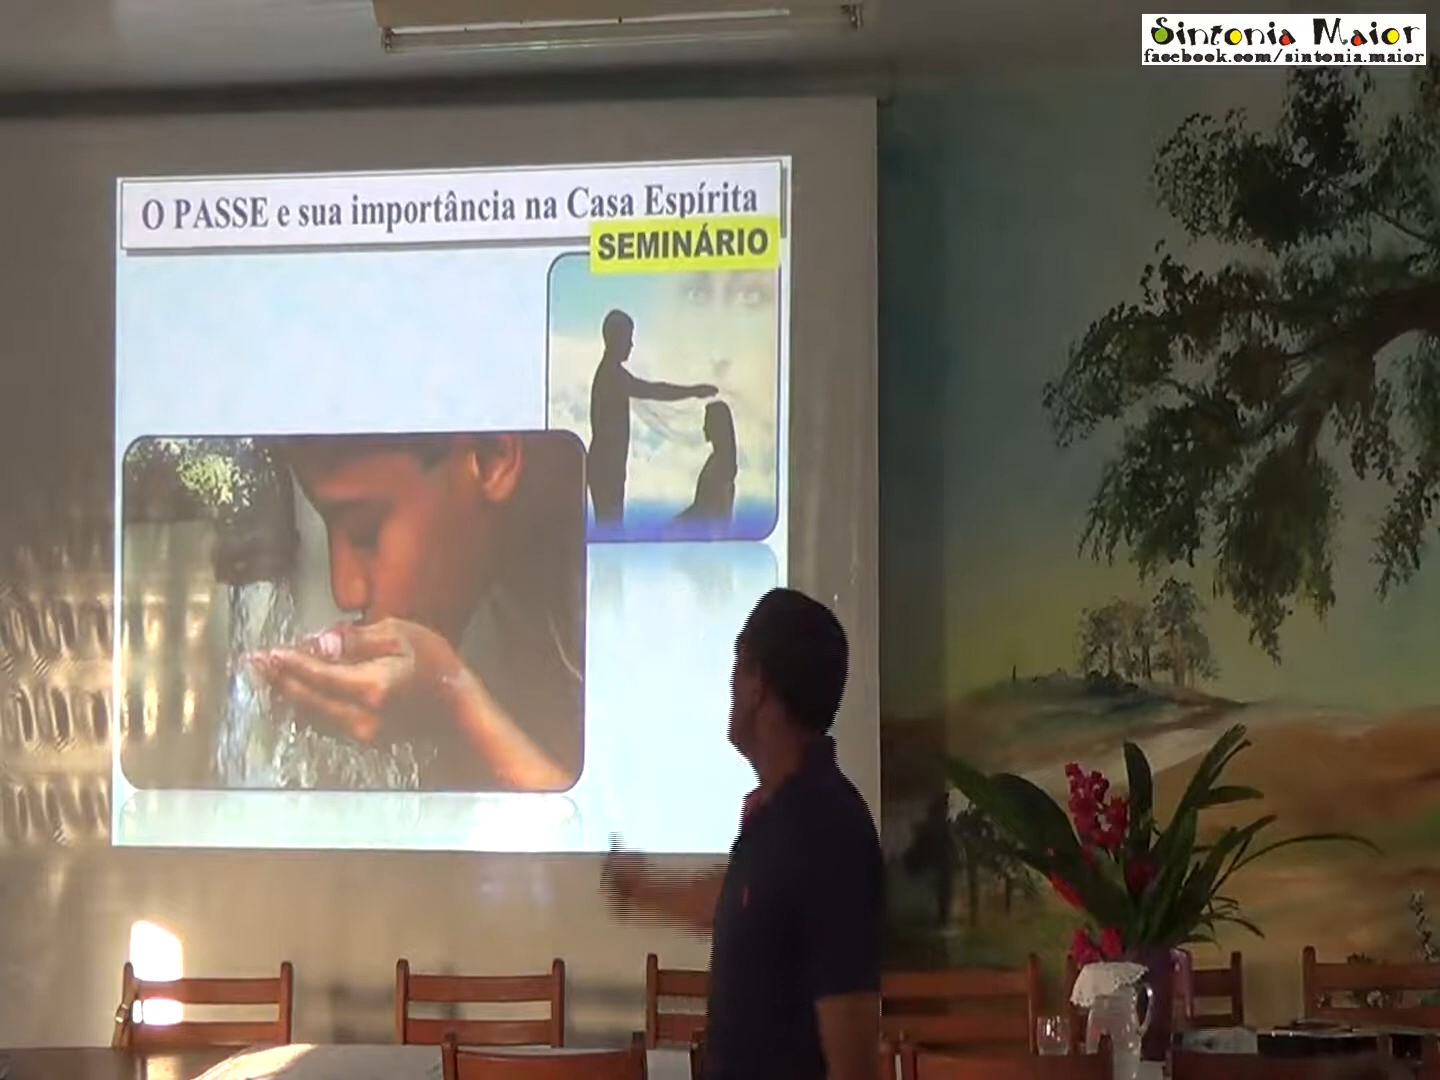 Sintonia Maior
facebook.com/sintonia.maior
O PASSE e sua importância na Casa Espírita
SEMINÁRIO